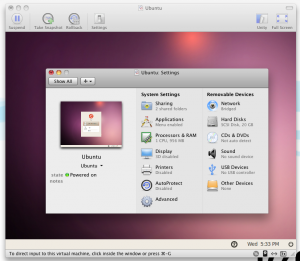 Ubuntu
Suspend
Take Snapshot
Rollback
Settings
Unity
Full Screen
Ubuntu: Settings
Show All
System Settings
Removable Devices
Sharing
2 shared folders
Network
Bridged
Applications
Menu enabled
Hard Disks
SCSI Disk, 20 GB
Processors & RAM
1 CPU, 956 MB
CDs & DVDs
Not auto detect
Display
3D disabled
Sound
No sound device
Ubuntu
Ubuntu
Printers
Disabled
USB Devices
No USB controller
state
Powered on
notes
AutoProtect
Disabled
Other Devices
None
Advanced
Wed 5:33 PM
To direct input to this virtual machine, click inside the window or press ⌘-G.